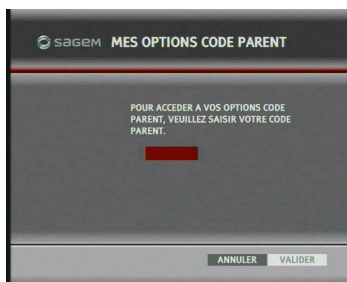 sagem MES OPTIONS CODE PARENT
POUR ACCEDER A VOS OPTIONS CODE
PARENT, VEUILLEZ SAISIR VOTRE CODE
PARENT.
ANNULER VALIDER